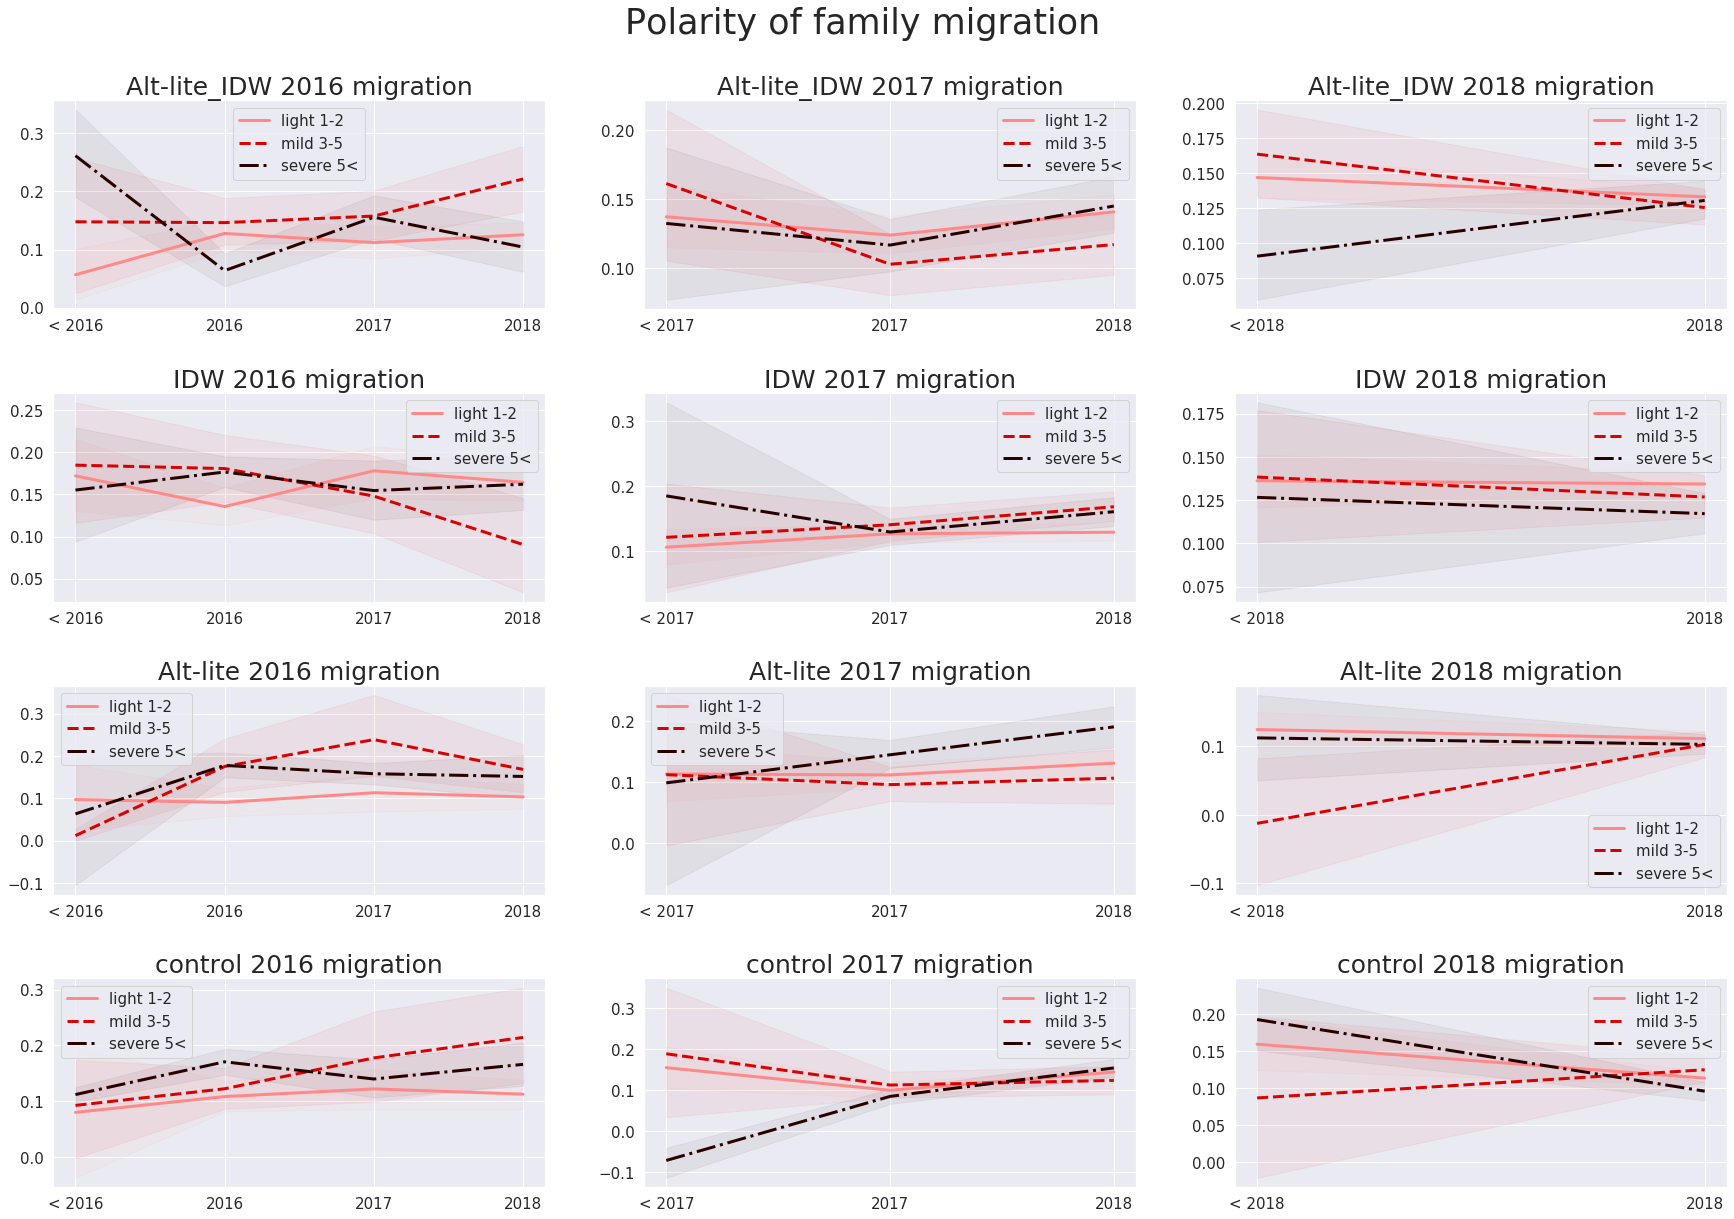 Polarity of family migration
Alt-lite_IDW 2016 migration
0.3
0.2
0.1
0.0
light 1-2
mild 3-5
severe 5<
< 2016
2016
2017
2018
Alt-lite_IDW 2017 migration
0.20
0.15
0.10
light 1-2
mild 3-5
severe 5<
< 2017
2017
2018
Alt-lite_IDW 2018 migration
0.200
0.175
0.150
0.125
0.100
0.075
light 1-2
mild 3-5
severe 5<
< 2018
2018
IDW 2016 migration
0.25
0.20
0.15
0.10
0.05
light 1-2
mild 3-5
severe 5<
< 2016
2016
2017
2018
IDW 2017 migration
0.3
0.2
0.1
light 1-2
mild 3-5
severe 5<
< 2017
2017
2018
IDW 2018 migration
0.175
0.150
0.125
0.100
0.075
light 1-2
mild 3-5
severe 5<
< 2018
2018
Alt-lite 2016 migration
0.3
0.2
0.1
0.0
−0.1
light 1-2
mild 3-5
severe 5<
< 2016
2016
2017
2018
Alt-lite 2017 migration
0.2
0.1
0.0
light 1-2
mild 3-5
severe 5<
< 2017
2017
2018
Alt-lite 2018 migration
0.1
0.0
−0.1
light 1-2
mild 3-5
severe 5<
< 2018
2018
control 2016 migration
0.3
0.2
0.1
0.0
light 1-2
mild 3-5
severe 5<
< 2016
2016
2017
2018
control 2017 migration
0.3
0.2
0.1
0.0
−0.1
light 1-2
mild 3-5
severe 5<
< 2017
2017
2018
control 2018 migration
0.20
0.15
0.10
0.05
0.00
light 1-2
mild 3-5
severe 5<
< 2018
2018